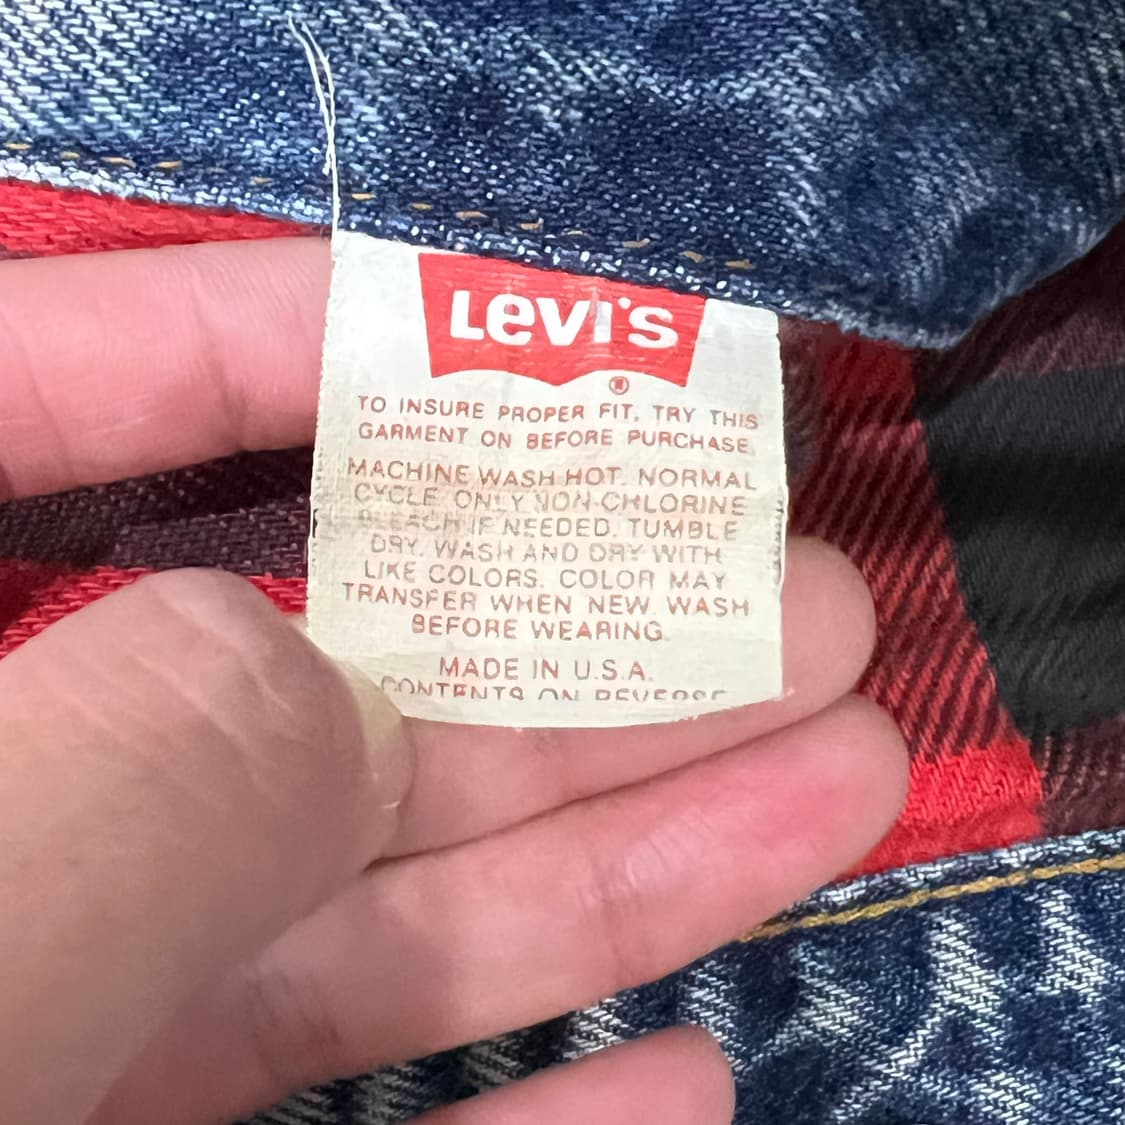 Levi's
®
TO INSURE PROPER FIT, TRY THIS
GARMENT ON BEFORE PURCHASE.
MACHINE WASH HOT. NORMAL
CYCLE. ONLY NON-CHLORINE
BLEACH IF NEEDED. TUMBLE
DRY. WASH AND DRY WITH
LIKE COLORS. COLOR MAY
TRANSFER WHEN NEW. WASH
BEFORE WEARING.
MADE IN U.S.A.
CONTENTS ON REVERSE